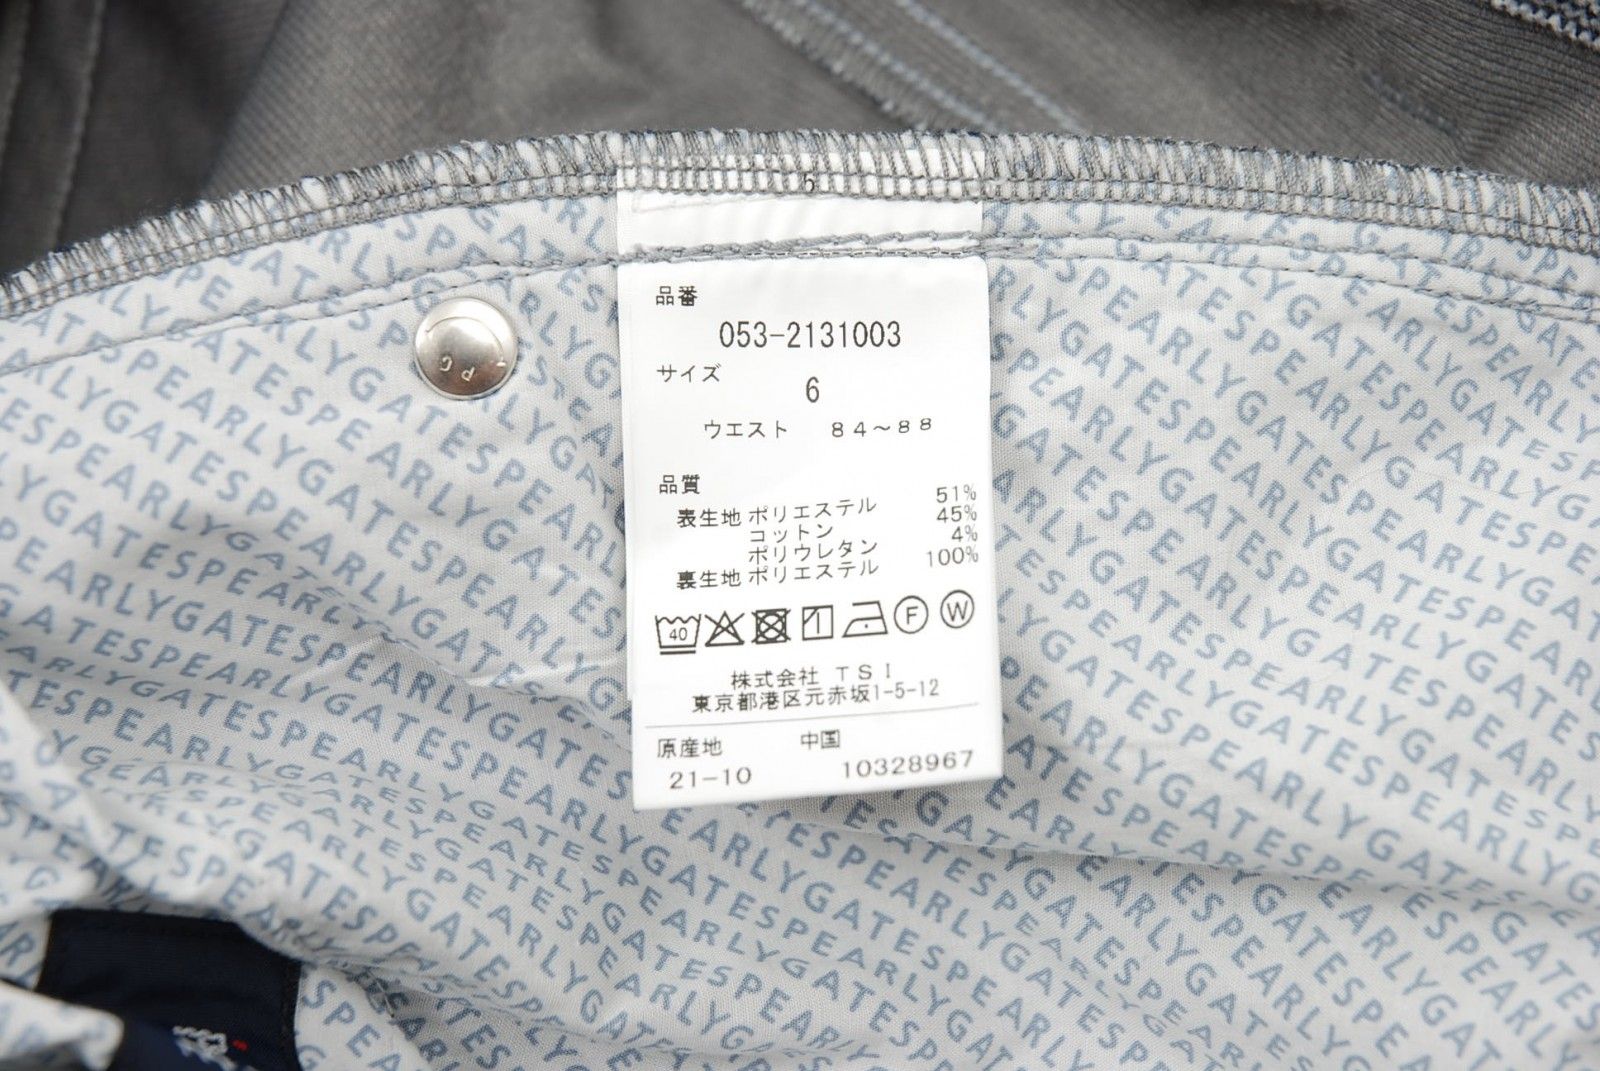 品番
053-2131003
サイズ
6
ウエスト 84~88
品質
表生地 ポリエステル 51%
コットン 45%
ポリウレタン 4%
裏生地 ポリエステル 100%
40 F W
株式会社 TSI
東京都港区元赤坂1-5-12
原産地 中国
21-10 10328967
PG
PEARLYGATESPEARLYGATESPEARLYGATES